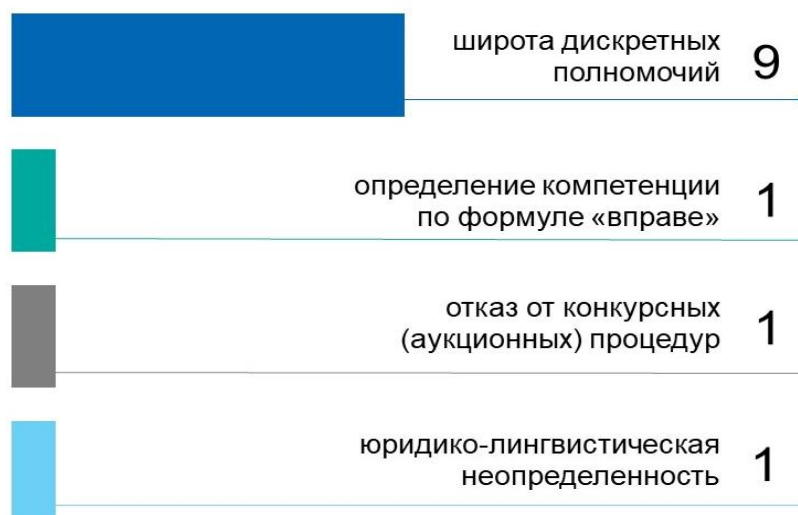 широта дискретных
полномочий 9
определение компетенции
по формуле «вправе» 1
отказ от конкурсных
(аукционных) процедур 1
юридико-лингвистическая
неопределенность 1